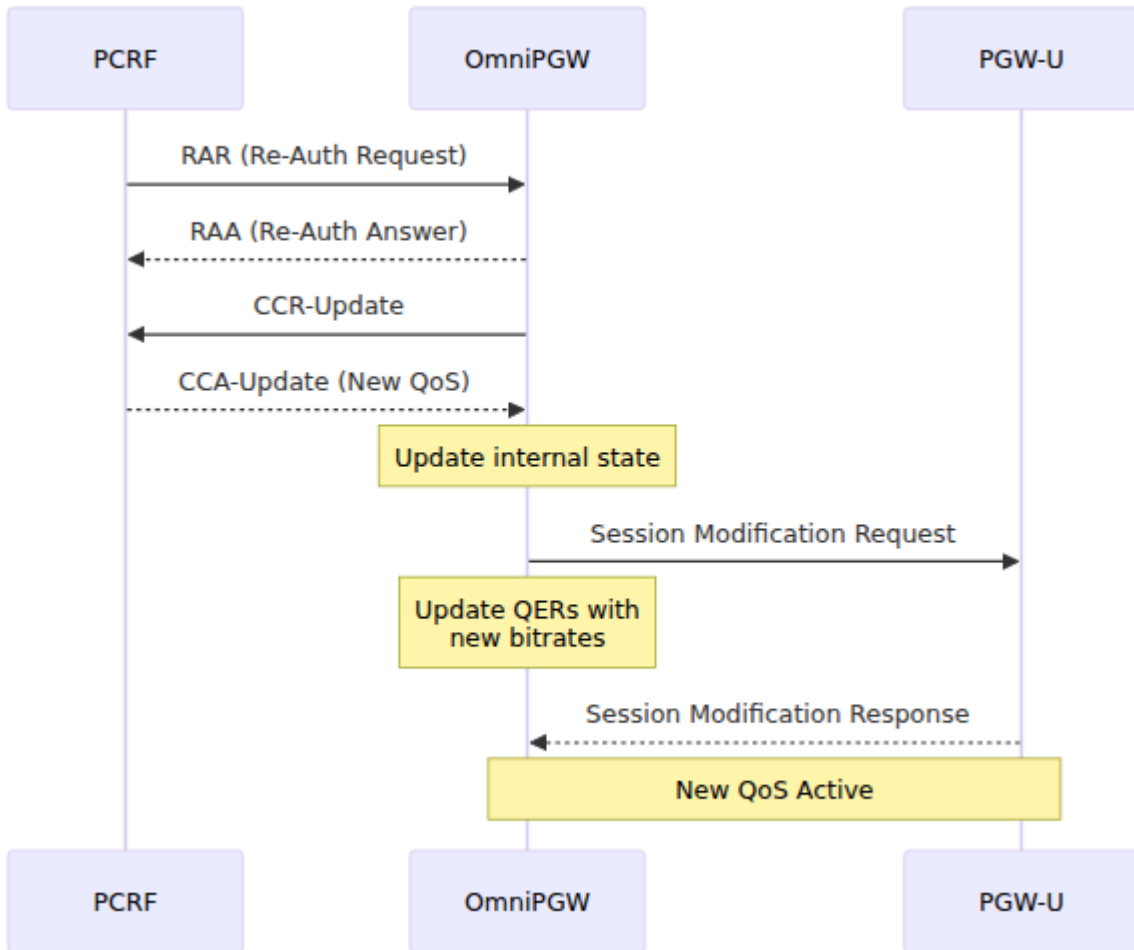 PCRF
OmniPGW
PGW-U
RAR (Re-Auth Request)
RAA (Re-Auth Answer)
CCR-Update
CCA-Update (New QoS)
Update internal state
Session Modification Request
Update QERs with
new bitrates
Session Modification Response
New QoS Active
PCRF
OmniPGW
PGW-U